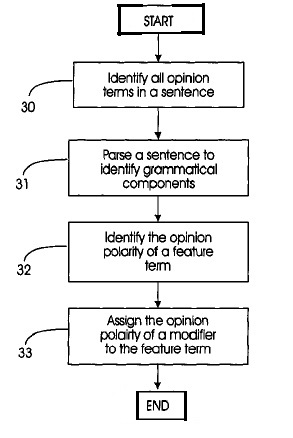 START
Identify all opinion
terms in a sentence
30
Parse a sentence to
identify grammatical
components
31
Identify the opinion
polarity of a feature
term
32
Assign the opinion
polarity of a modifier
to the feature term
33
END